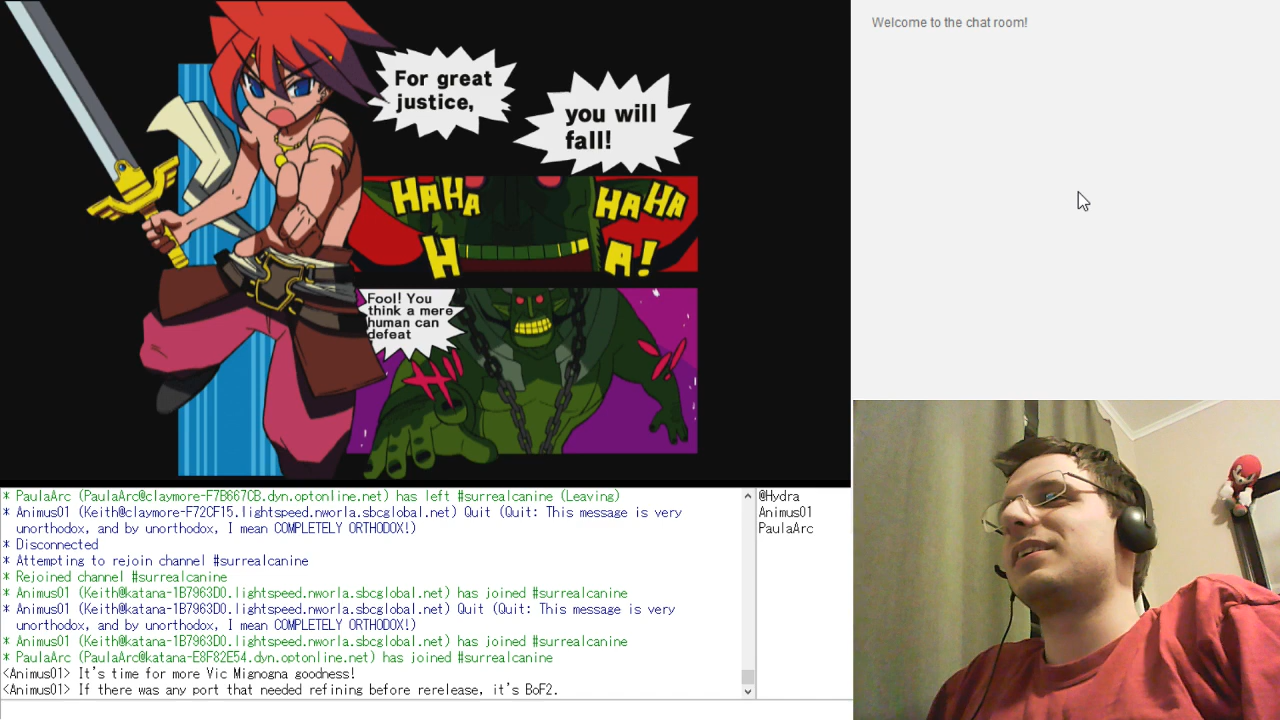 For great
justice,
you will
fall!
HAHA
HAHA
H
A!
Fool! You
think a mere
human can
defeat
Welcome to the chat room!
* PaulaArc (PaulaArc@claymore-F7B667CB.dyn.optonline.net) has left #surrealcanine (Leaving)
* Animus01 (Keith@claymore-F72CF15.lightspeed.nworla.sbcglobal.net) Quit (Quit: This message is very
unorthodox, and by unorthodox, I mean COMPLETELY ORTHODOX!)
* Disconnected
* Attempting to rejoin channel #surrealcanine
* Rejoined channel #surrealcanine
* Animus01 (Keith@katana-1B7963D0.lightspeed.nworla.sbcglobal.net) has joined #surrealcanine
* Animus01 (Keith@katana-1B7963D0.lightspeed.nworla.sbcglobal.net) Quit (Quit: This message is very
unorthodox, and by unorthodox, I mean COMPLETELY ORTHODOX!)
* Animus01 (Keith@katana-1B7963D0.lightspeed.nworla.sbcglobal.net) has joined #surrealcanine
* PaulaArc (PaulaArc@katana-E8F82E54.dyn.optonline.net) has joined #surrealcanine
<Animus01> It's time for more Vic Mignogna goodness!
<Animus01> If there was any port that needed refining before rerelease, it's BoF2.
@Hydra
Animus01
PaulaArc